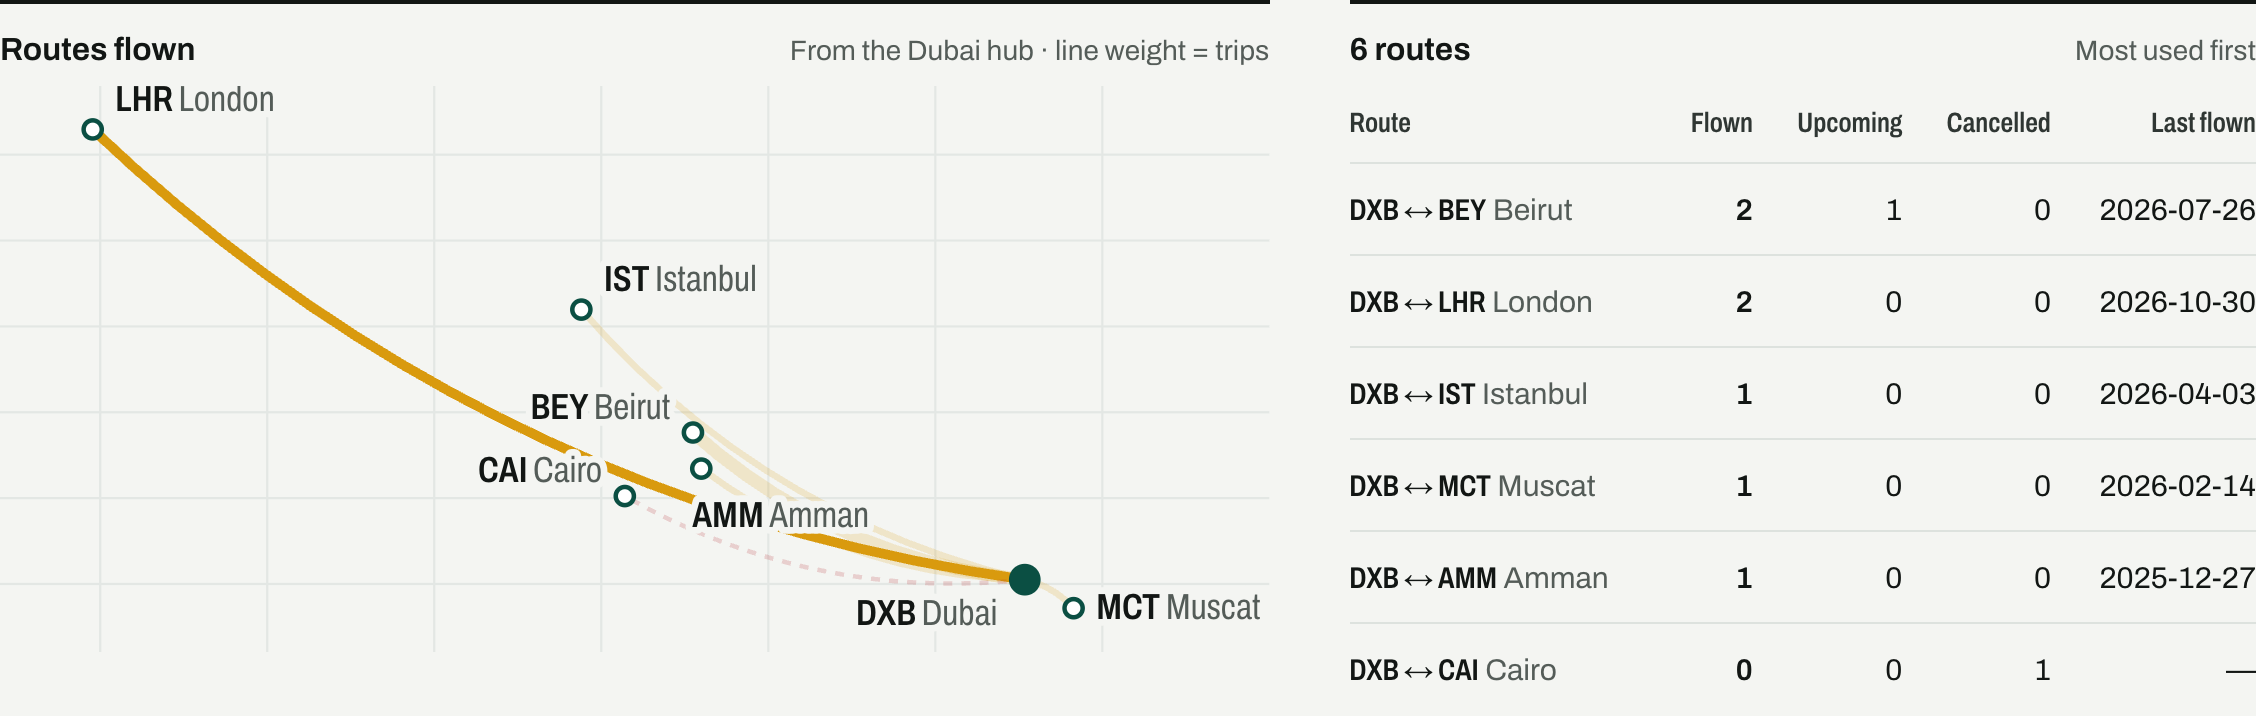 Routes flown
From the Dubai hub · line weight = trips
LHR London
IST Istanbul
BEY Beirut
CAI Cairo
AMM Amman
DXB Dubai
MCT Muscat
6 routes
Most used first
Route Flown Upcoming Cancelled Last flown
DXB ↔ BEY Beirut 2 1 0 2026-07-26
DXB ↔ LHR London 2 0 0 2026-10-30
DXB ↔ IST Istanbul 1 0 0 2026-04-03
DXB ↔ MCT Muscat 1 0 0 2026-02-14
DXB ↔ AMM Amman 1 0 0 2025-12-27
DXB ↔ CAI Cairo 0 0 1 —